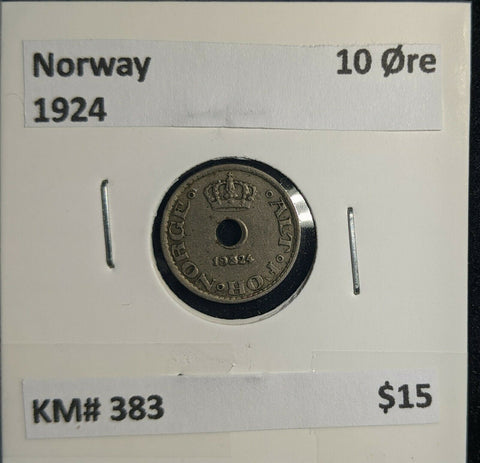 Norway 10 Øre
1924
·ALT·FOR·NORGE·
1924
KM# 383 $15